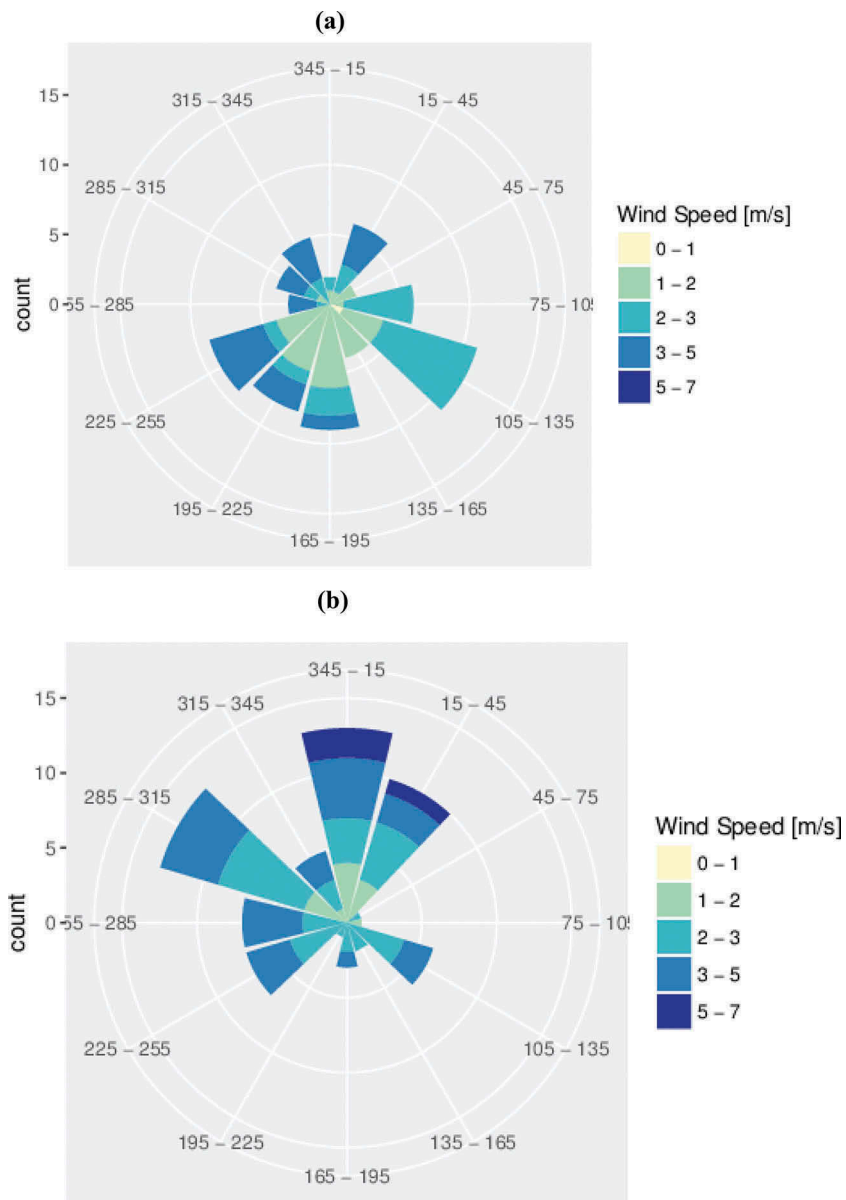 (a)
345 – 15
15
315 – 345
15 – 45
10
285 – 315
45 – 75
5
Wind Speed [m/s]
0 – 1
1 – 2
count
0
55 – 285
75 – 10
2 – 3
3 – 5
5 – 7
225 – 255
105 – 135
195 – 225
135 – 165
165 – 195
(b)
345 – 15
15
315 – 345
15 – 45
10
285 – 315
45 – 75
5
Wind Speed [m/s]
0 – 1
1 – 2
count
0
55 – 285
75 – 10
2 – 3
3 – 5
5 – 7
225 – 255
105 – 135
195 – 225
135 – 165
165 – 195